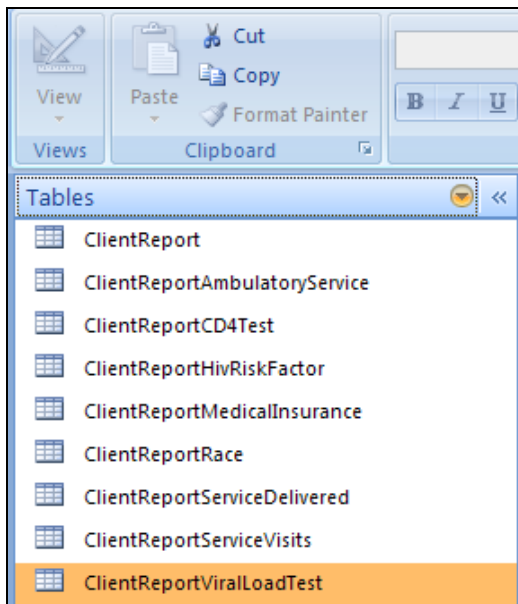 Cut
Copy
View
Paste
Format Painter
B I U
Views
Clipboard
Tables
ClientReport
ClientReportAmbulatoryService
ClientReportCD4Test
ClientReportHivRiskFactor
ClientReportMedicalInsurance
ClientReportRace
ClientReportServiceDelivered
ClientReportServiceVisits
ClientReportViralLoadTest